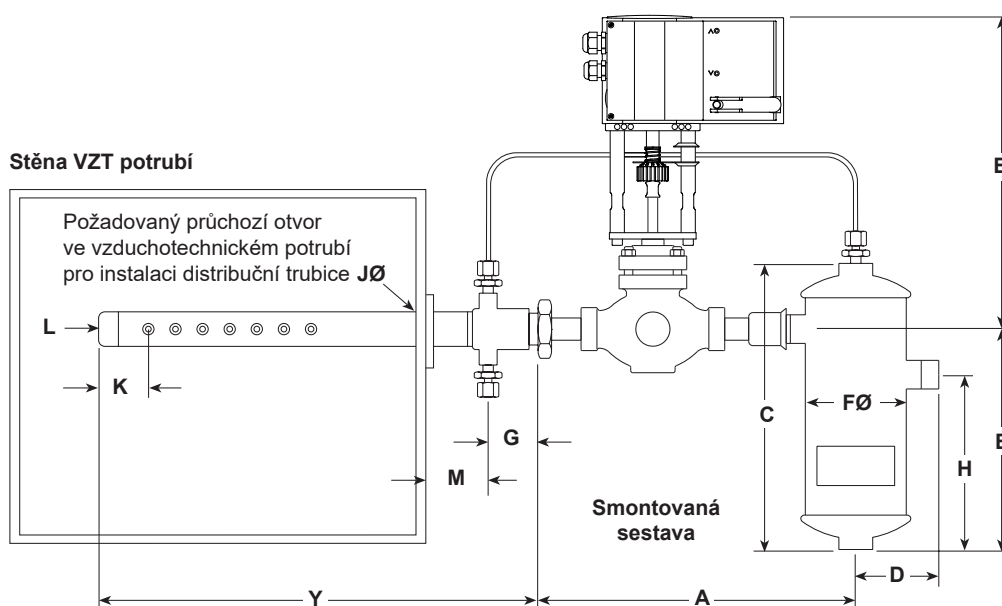 Stěna VZT potrubí
Požadovaný průchozí otvor
ve vzduchotechnickém potrubí
pro instalaci distribuční trubice JØ
L
K
G
M
C
FØ
H
Smontovaná
sestava
D
Y
A